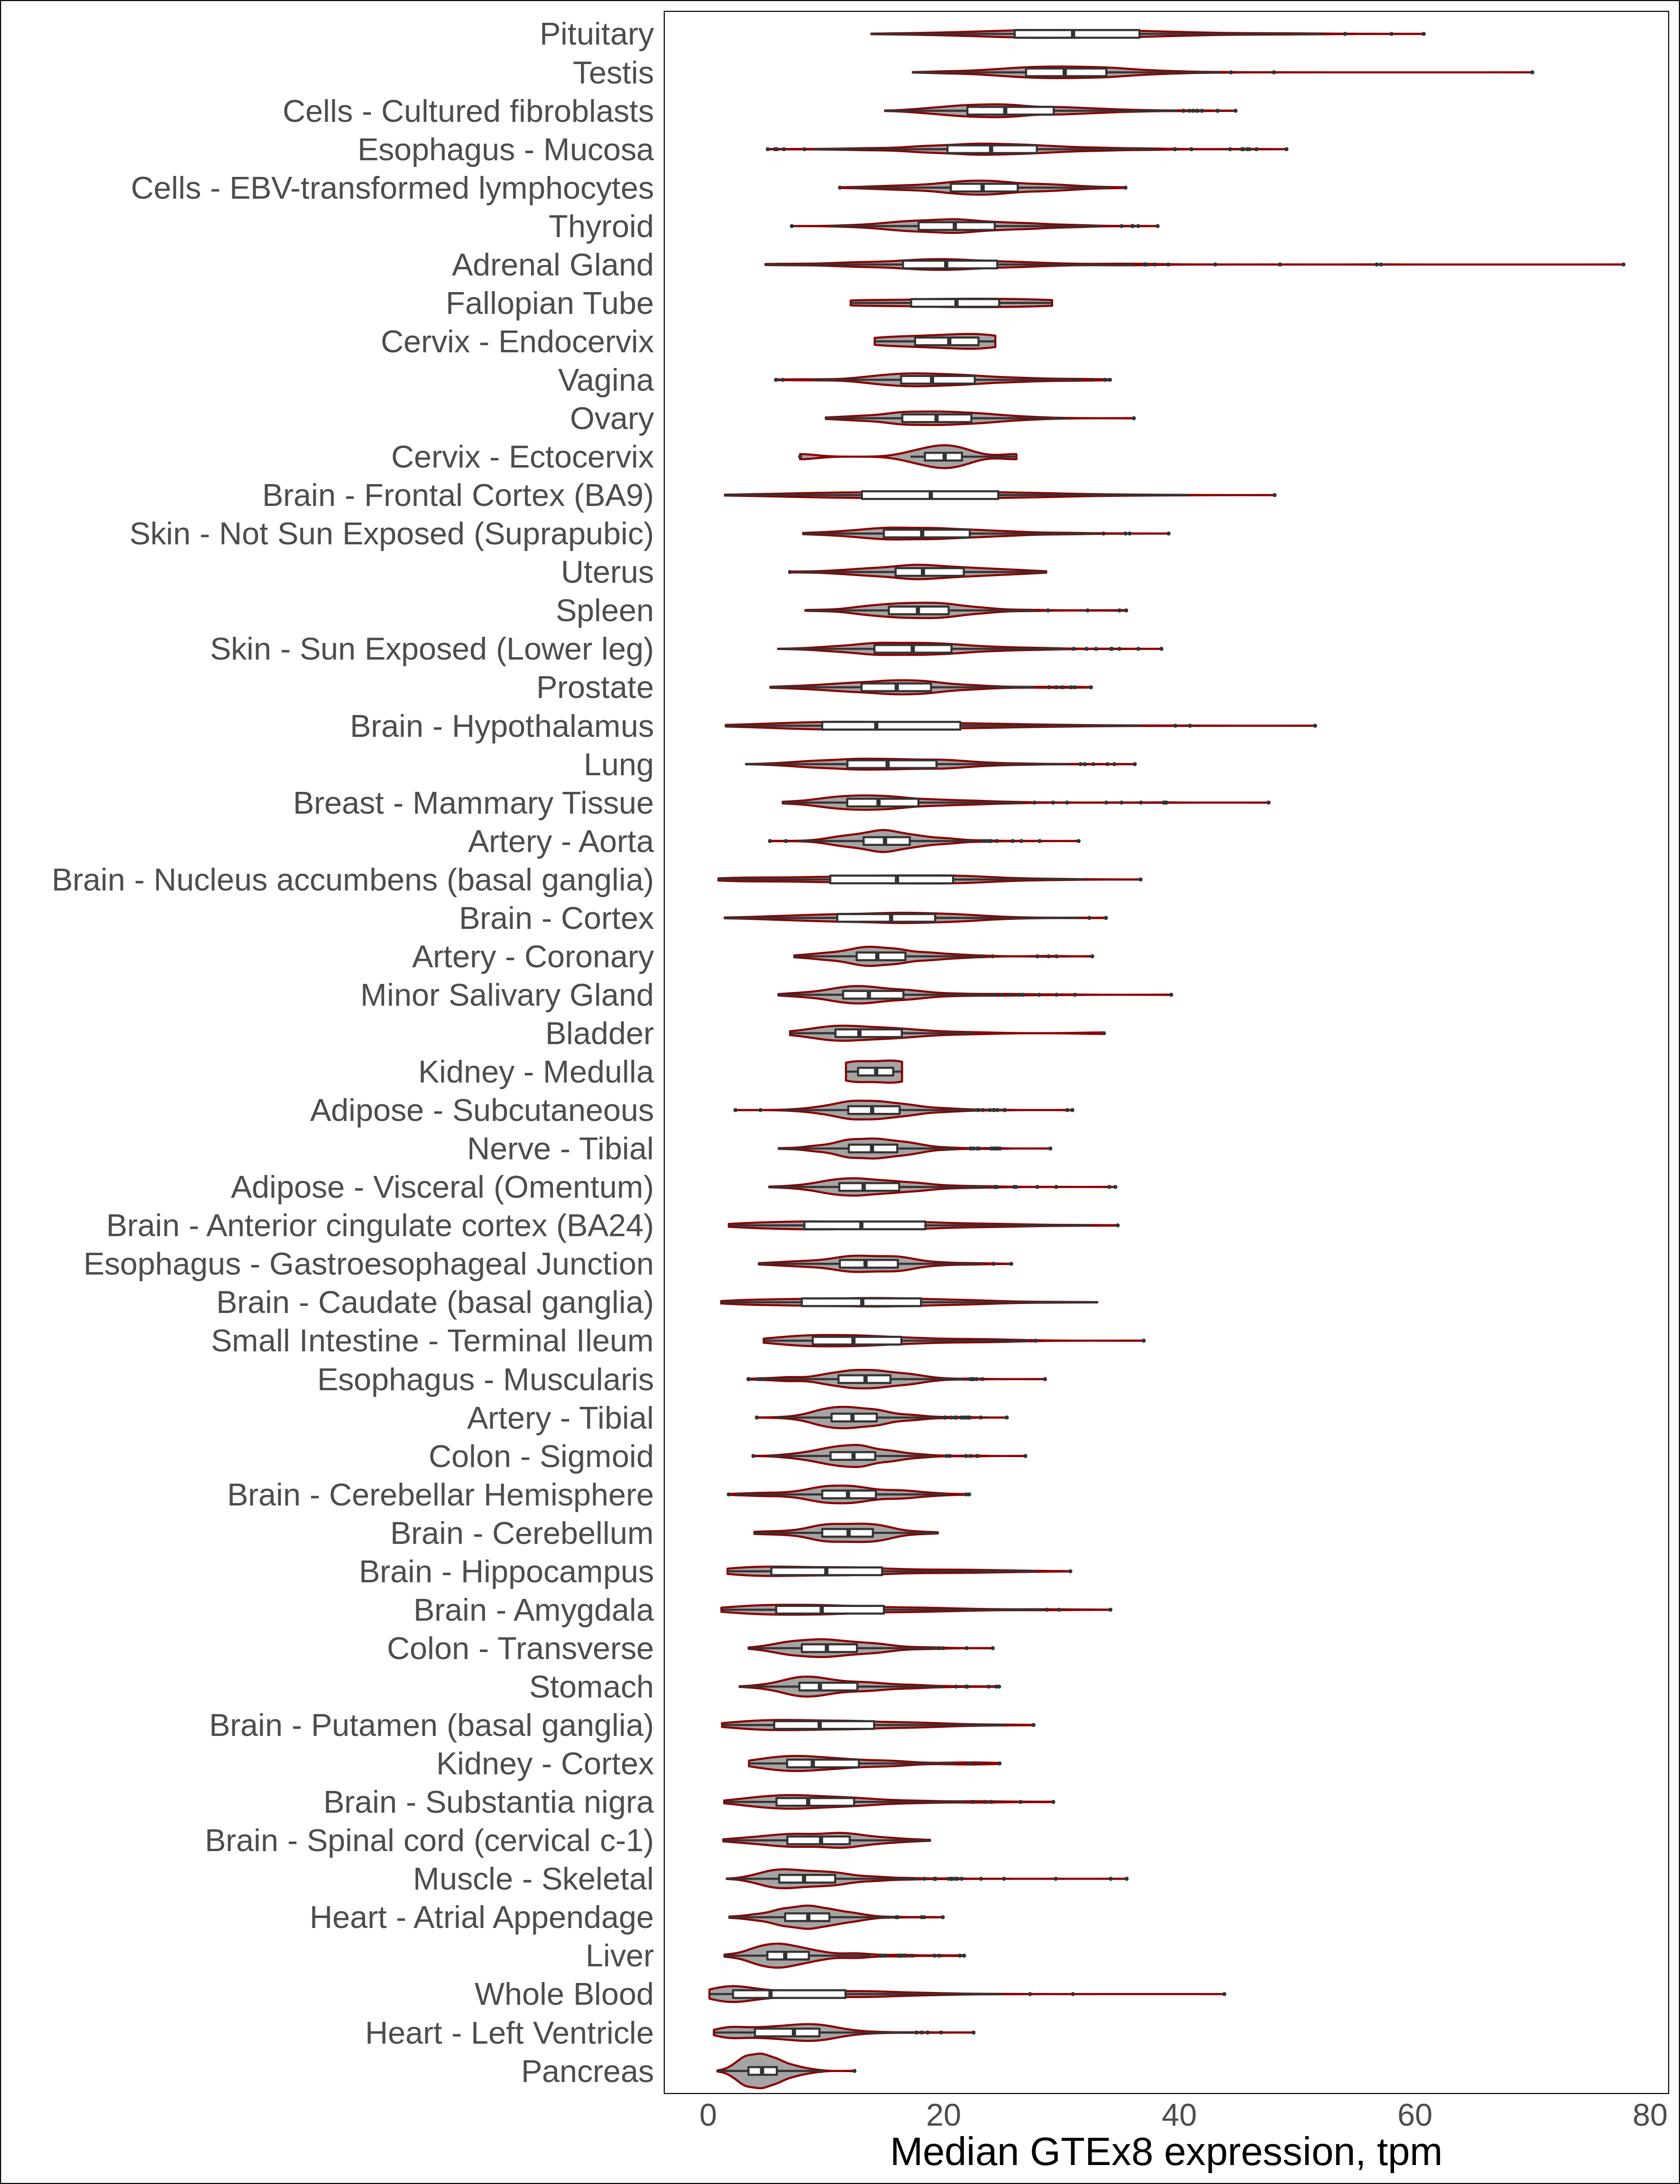 Pituitary
Testis
Cells - Cultured fibroblasts
Esophagus - Mucosa
Cells - EBV-transformed lymphocytes
Thyroid
Adrenal Gland
Fallopian Tube
Cervix - Endocervix
Vagina
Ovary
Cervix - Ectocervix
Brain - Frontal Cortex (BA9)
Skin - Not Sun Exposed (Suprapubic)
Uterus
Spleen
Skin - Sun Exposed (Lower leg)
Prostate
Brain - Hypothalamus
Lung
Breast - Mammary Tissue
Artery - Aorta
Brain - Nucleus accumbens (basal ganglia)
Brain - Cortex
Artery - Coronary
Minor Salivary Gland
Bladder
Kidney - Medulla
Adipose - Subcutaneous
Nerve - Tibial
Adipose - Visceral (Omentum)
Brain - Anterior cingulate cortex (BA24)
Esophagus - Gastroesophageal Junction
Brain - Caudate (basal ganglia)
Small Intestine - Terminal Ileum
Esophagus - Muscularis
Artery - Tibial
Colon - Sigmoid
Brain - Cerebellar Hemisphere
Brain - Cerebellum
Brain - Hippocampus
Brain - Amygdala
Colon - Transverse
Stomach
Brain - Putamen (basal ganglia)
Kidney - Cortex
Brain - Substantia nigra
Brain - Spinal cord (cervical c-1)
Muscle - Skeletal
Heart - Atrial Appendage
Liver
Whole Blood
Heart - Left Ventricle
Pancreas
0 20 40 60 80
Median GTEx8 expression, tpm